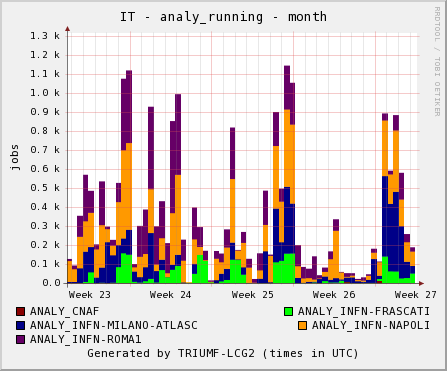 IT - analy_running - month
RRDTOOL / TOBI OETIKER
jobs
1.3 k
1.2 k
1.1 k
1.0 k
0.9 k
0.8 k
0.7 k
0.6 k
0.5 k
0.4 k
0.3 k
0.2 k
0.1 k
0.0
Week 23 Week 24 Week 25 Week 26 Week 27
ANALY_CNAF ANALY_INFN-FRASCATI
ANALY_INFN-MILANO-ATLASC ANALY_INFN-NAPOLI
ANALY_INFN-ROMA1
Generated by TRIUMF-LCG2 (times in UTC)